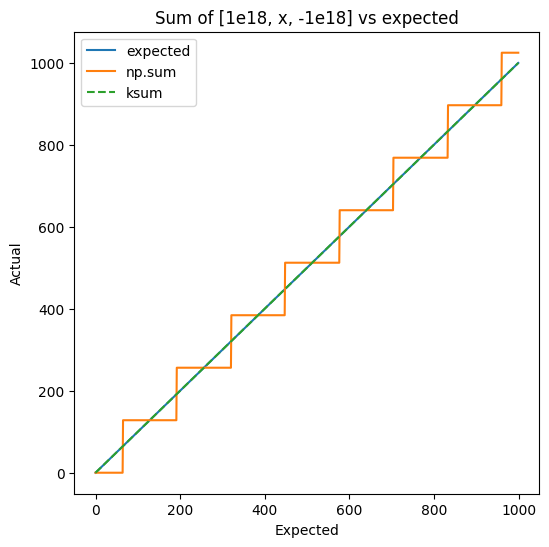 Sum of [1e18, x, -1e18] vs expected
expected
np.sum
ksum
1000
800
600
400
200
0
Actual
0 200 400 600 800 1000
Expected